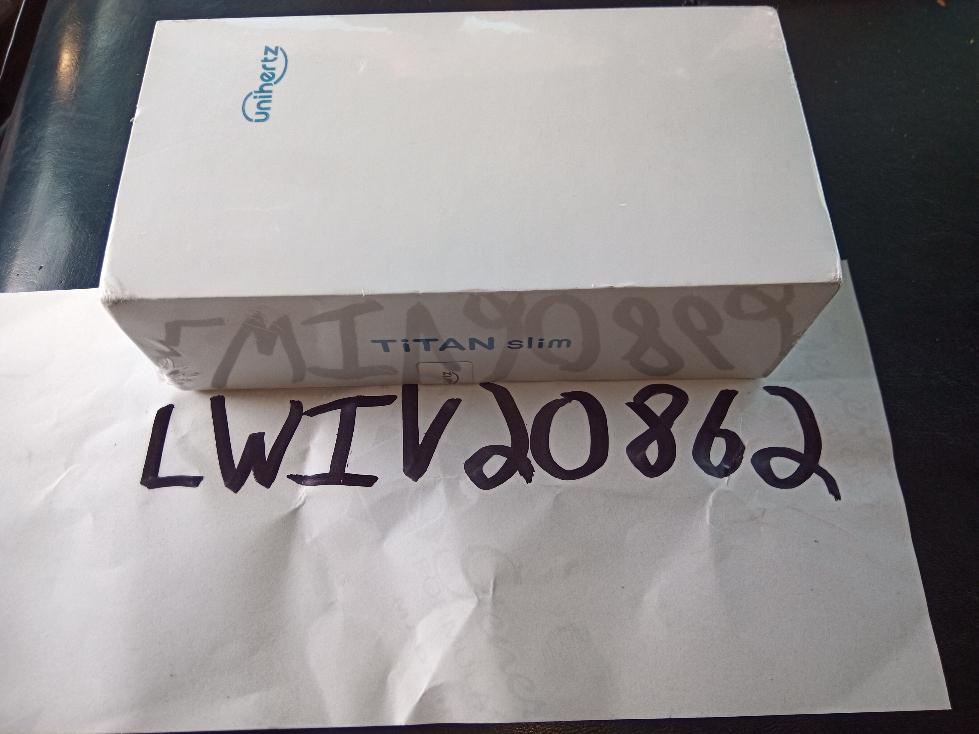 unihertz
TiTAN slim
LWIV20862